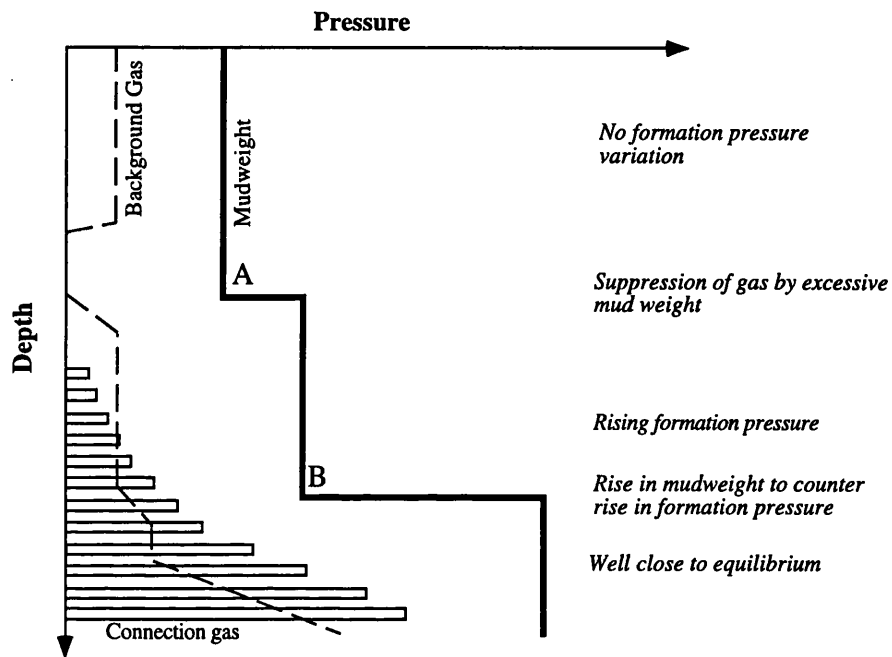 Pressure
Background Gas
Mudweight
No formation pressure
variation
A
Suppression of gas by excessive
mud weight
Depth
Rising formation pressure
B
Rise in mudweight to counter
rise in formation pressure
Well close to equilibrium
Connection gas